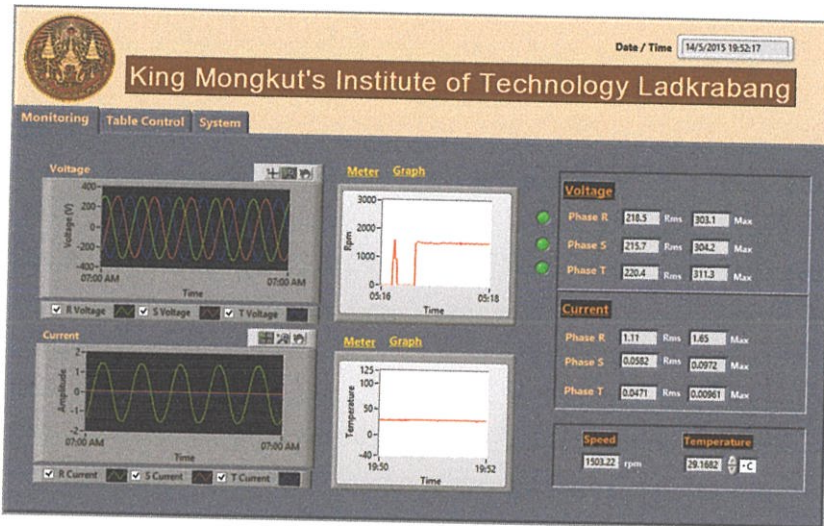 Date / Time 14/5/2015 19:52:17
King Mongkut's Institute of Technology Ladkrabang
Monitoring Table Control System
Voltage
400-
200-
0-
-200-
-400-
Voltage (V)
07:00 AM 07:00 AM
Time
R Voltage S Voltage T Voltage
Current
2-
1-
0-
-1-
-2-
Amplitude
07:00 AM 07:00 AM
Time
R Current S Current T Current
Meter Graph
3000-
2000-
1000-
0-
Rpm
05:16 05:18
Time
Meter Graph
125-
100-
50-
0-
-40-
Temperature
19:50 19:52
Time
Voltage
Phase R 218.5 Rms 303.1 Max
Phase S 215.7 Rms 304.2 Max
Phase T 220.4 Rms 311.3 Max
Current
Phase R 1.11 Rms 1.65 Max
Phase S 0.0582 Rms 0.0972 Max
Phase T 0.0471 Rms 0.00961 Max
Speed Temperature
1503.22 rpm 29.1682 °C